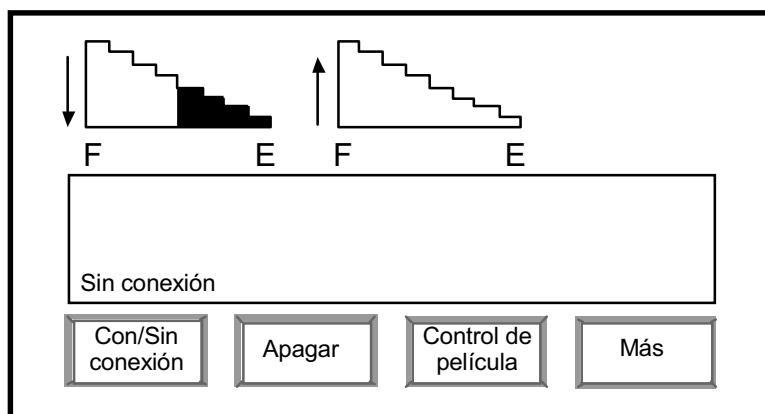 F E F E
Sin conexión
Con/Sin
conexión
Apagar
Control de
película
Más